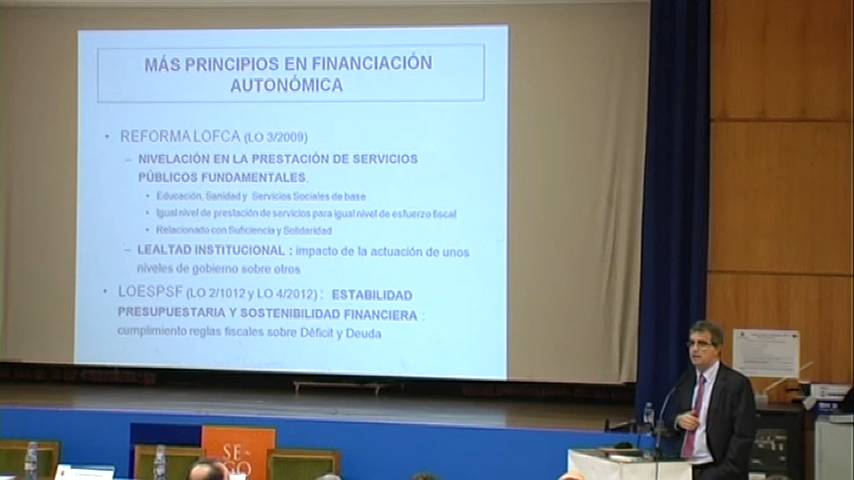 MÁS PRINCIPIOS EN FINANCIACIÓN
AUTONÓMICA
• REFORMA LOFCA (LO 3/2009)
– NIVELACIÓN EN LA PRESTACIÓN DE SERVICIOS
PÚBLICOS FUNDAMENTALES.
• Educación, Sanidad y Servicios Sociales de base
• Igual nivel de prestación de servicios para igual nivel de esfuerzo fiscal
• Relacionado con Suficiencia y Solidaridad
– LEALTAD INSTITUCIONAL : impacto de la actuación de unos
niveles de gobierno sobre otros
• LOESPSF (LO 2/1012 y LO 4/2012) : ESTABILIDAD
PRESUPUESTARIA Y SOSTENIBILIDAD FINANCIERA :
cumplimiento reglas fiscales sobre Déficit y Deuda
SE
GO